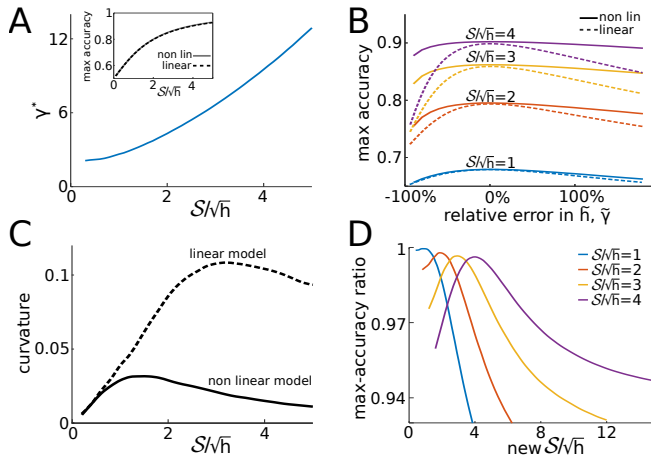 A
12
6
0
γ*
0
2
4
S/√h
max accuracy
1
0.8
0.6
0
5
S/√h
non lin
linear
B
non lin
linear
0.9
0.8
0.7
max accuracy
S/√h=4
S/√h=3
S/√h=2
S/√h=1
-100%
0%
100%
relative error in h̃, γ̃
C
0.1
0.05
0
curvature
linear model
non linear model
0
2
4
S/√h
D
1
0.97
0.94
max-accuracy ratio
S/√h=1
S/√h=2
S/√h=3
S/√h=4
0
4
8
12
new S/√h